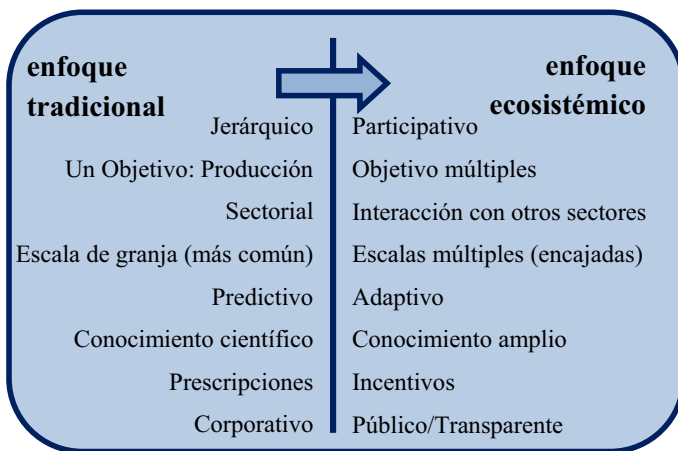 enfoque
tradicional
enfoque
ecosistémico
Jerárquico
Participativo
Un Objetivo: Producción
Objetivo múltiples
Sectorial
Interacción con otros sectores
Escala de granja (más común)
Escalas múltiples (encajadas)
Predictivo
Adaptivo
Conocimiento científico
Conocimiento amplio
Prescripciones
Incentivos
Corporativo
Público/Transparente